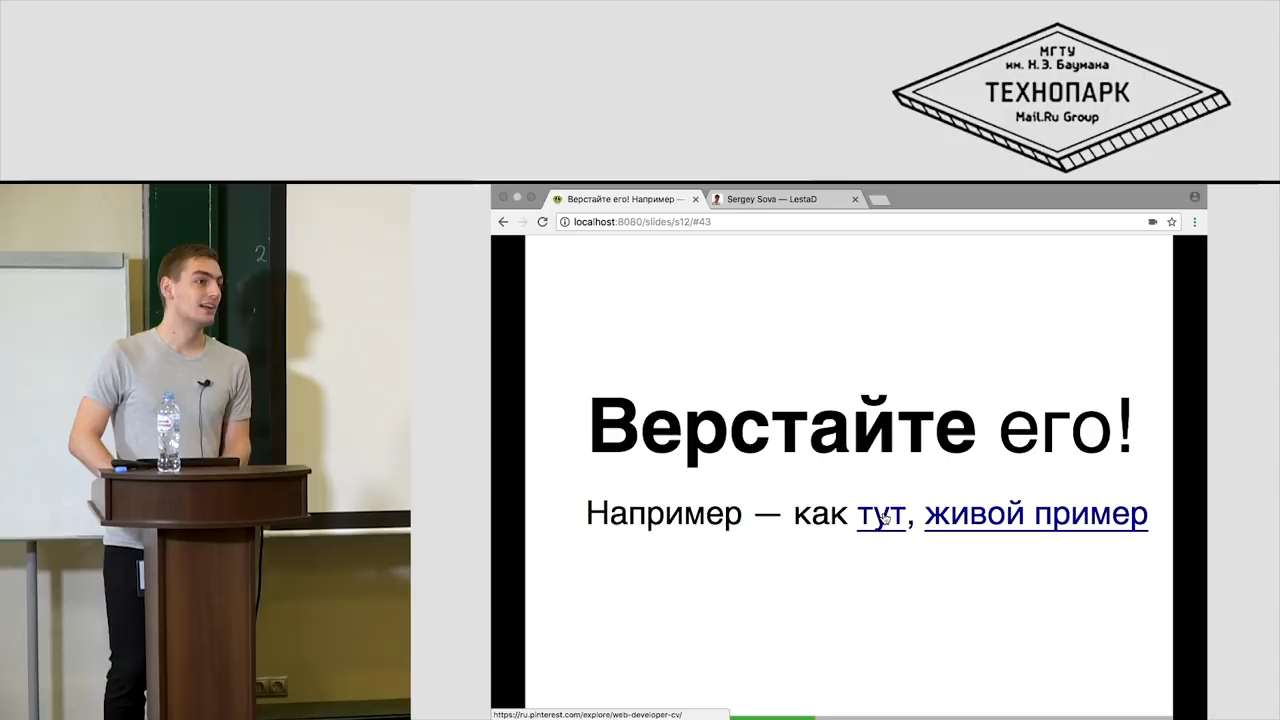 МГТУ
им. Н.Э. Баумана
ТЕХНОПАРК
Mail.Ru Group
2
Верстайте его! Например —
Sergey Sova — LestaD
localhost:8080/slides/s12/#43
Верстайте его!
Например — как тут, живой пример
https://ru.pinterest.com/explore/web-developer-cv/